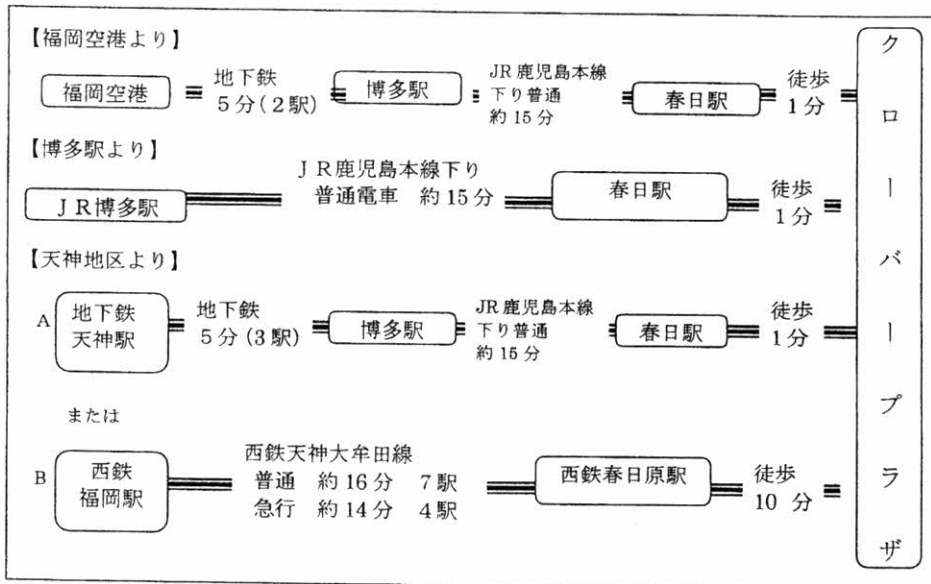 【福岡空港より】
福岡空港
地下鉄
5分(2駅)
博多駅
JR鹿児島本線
下り普通
約15分
春日駅
徒歩
1分
【博多駅より】
JR博多駅
JR鹿児島本線下り
普通電車 約15分
春日駅
徒歩
1分
【天神地区より】
A
地下鉄
天神駅
地下鉄
5分(3駅)
博多駅
JR鹿児島本線
下り普通
約15分
春日駅
徒歩
1分
または
B
西鉄
福岡駅
西鉄天神大牟田線
普通 約16分 7駅
急行 約14分 4駅
西鉄春日原駅
徒歩
10分
クローバープラザ